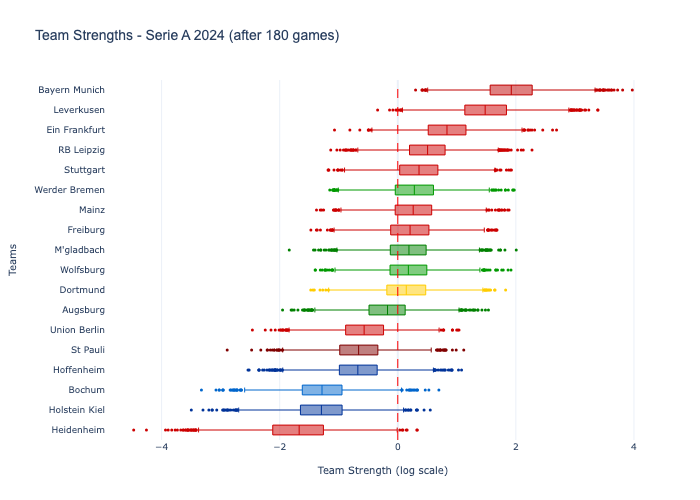 Team Strengths - Serie A 2024 (after 180 games)
Teams
Bayern Munich
Leverkusen
Ein Frankfurt
RB Leipzig
Stuttgart
Werder Bremen
Mainz
Freiburg
M'gladbach
Wolfsburg
Dortmund
Augsburg
Union Berlin
St Pauli
Hoffenheim
Bochum
Holstein Kiel
Heidenheim
−4 −2 0 2 4
Team Strength (log scale)